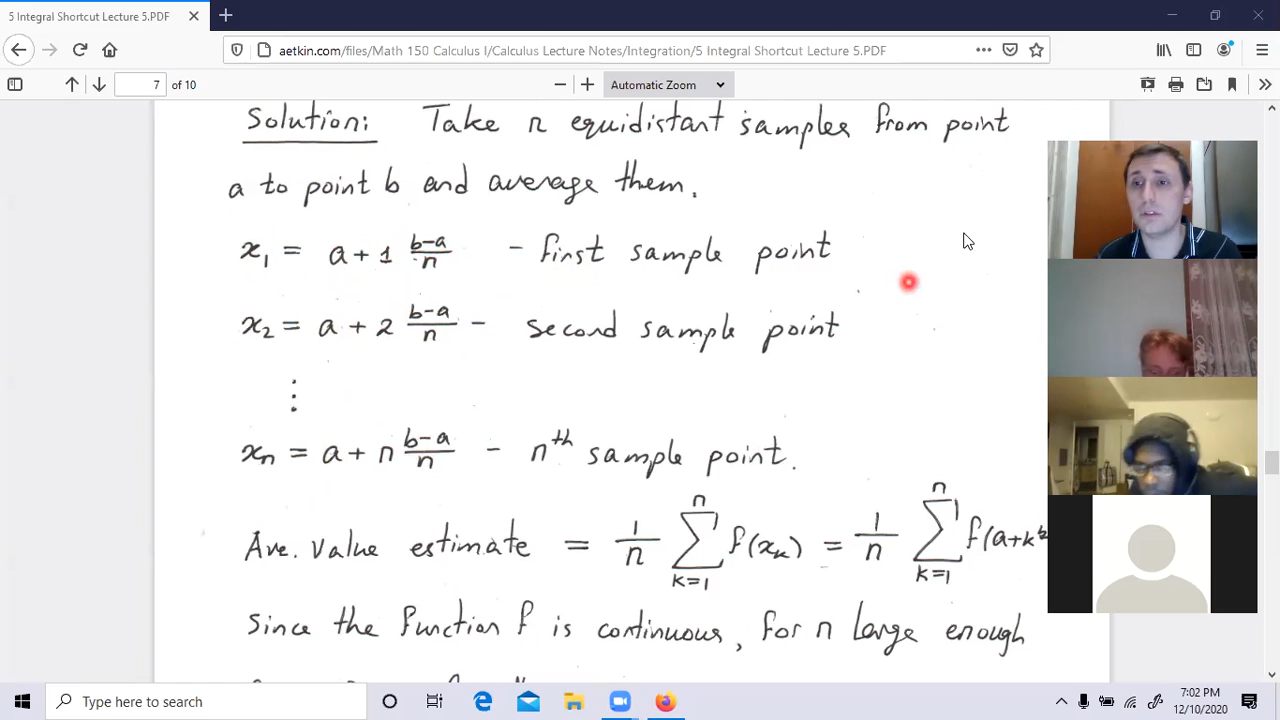 5 Integral Shortcut Lecture 5.PDF
aetkin.com/files/Math 150 Calculus I/Calculus Lecture Notes/Integration/5 Integral Shortcut Lecture 5.PDF
7 of 10
Automatic Zoom
Solution: Take n equidistant samples from point
a to point b and average them.
x₁ = a + 1 (b-a)/n - first sample point
x₂ = a + 2 (b-a)/n - second sample point
⋮
xₙ = a + n (b-a)/n - nᵗʰ sample point.
Ave. value estimate = 1/n ∑ₖ₌₁ⁿ f(xₖ) = 1/n ∑ₖ₌₁ⁿ f(a+k
Since the function f is continuous, for n large enough
Type here to search
7:02 PM
12/10/2020